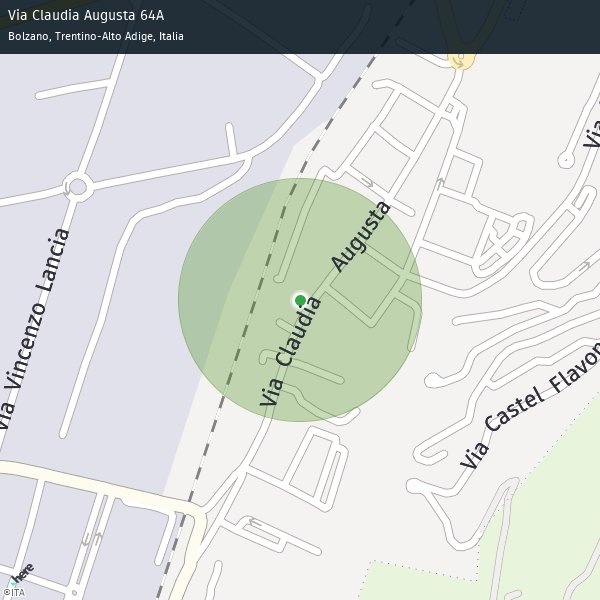 Via Claudia Augusta 64A
Bolzano, Trentino-Alto Adige, Italia
Via
Via Vincenzo Lancia
Via Claudia Augusta
Via Castel Flavon
here
©ITA